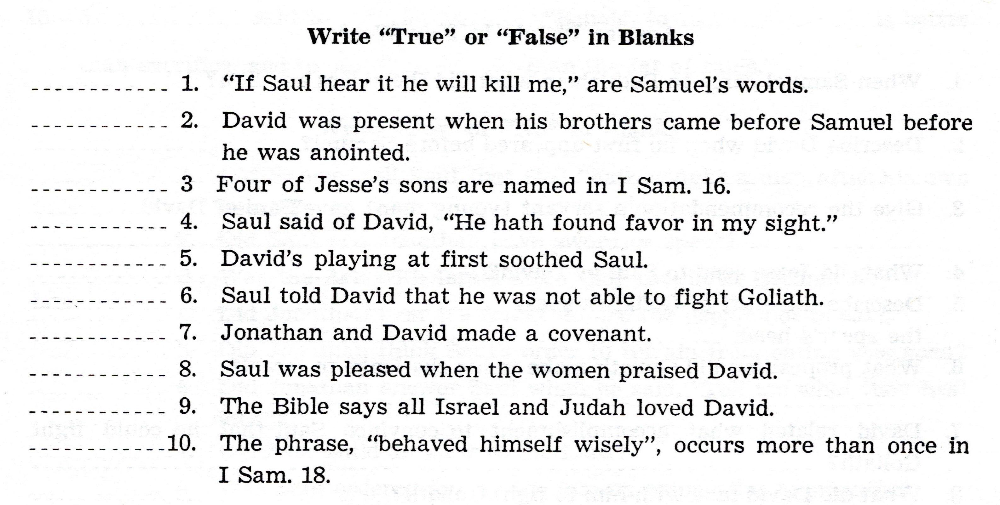 Write “True” or “False” in Blanks
------------ 1. “If Saul hear it he will kill me,” are Samuel’s words.
------------ 2. David was present when his brothers came before Samuel before
he was anointed.
------------ 3 Four of Jesse’s sons are named in I Sam. 16.
------------ 4. Saul said of David, “He hath found favor in my sight.”
------------ 5. David’s playing at first soothed Saul.
------------ 6. Saul told David that he was not able to fight Goliath.
------------ 7. Jonathan and David made a covenant.
------------ 8. Saul was pleased when the women praised David.
------------ 9. The Bible says all Israel and Judah loved David.
------------10. The phrase, “behaved himself wisely”, occurs more than once in
I Sam. 18.